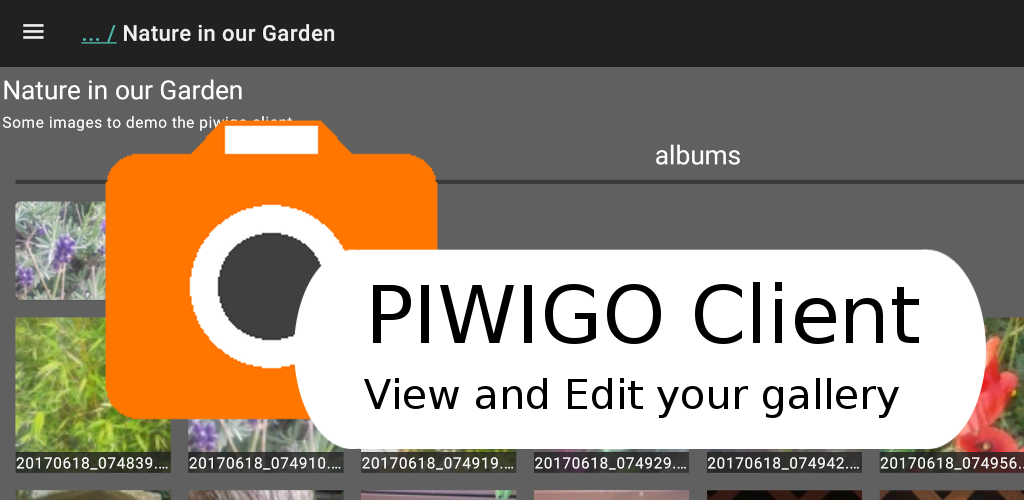 ... / Nature in our Garden
Nature in our Garden
Some images to demo the piwigo client
albums
PIWIGO Client
View and Edit your gallery
20170618_074839.... 20170618_074910.... 20170618_074919.... 20170618_074929.... 20170618_074942.... 20170618_074956....